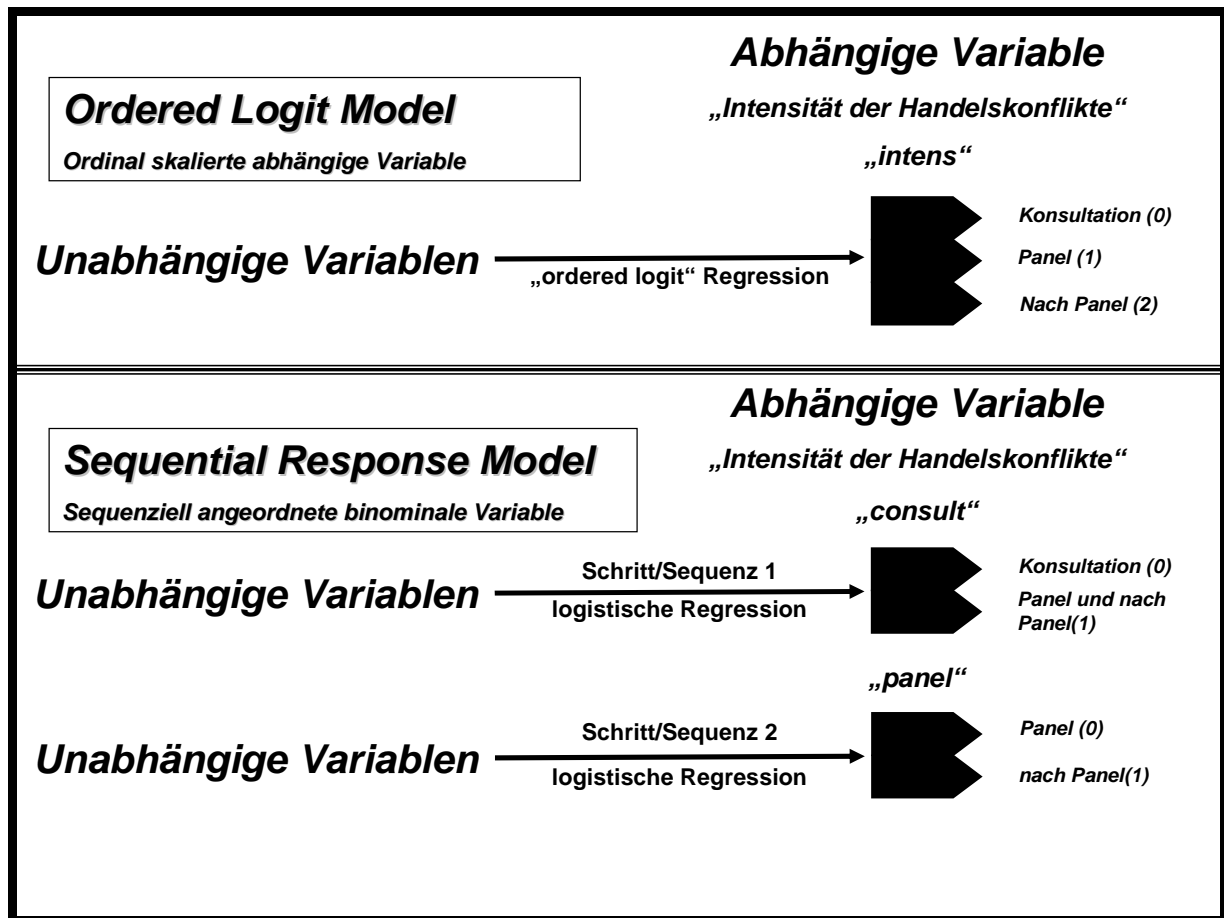 Abhängige Variable
Ordered Logit Model
Ordinal skalierte abhängige Variable
„Intensität der Handelskonflikte“
„intens“
Unabhängige Variablen
„ordered logit“ Regression
Konsultation (0)
Panel (1)
Nach Panel (2)
Abhängige Variable
Sequential Response Model
Sequenziell angeordnete binominale Variable
„Intensität der Handelskonflikte“
„consult“
Unabhängige Variablen
Schritt/Sequenz 1
logistische Regression
Konsultation (0)
Panel und nach
Panel(1)
„panel“
Unabhängige Variablen
Schritt/Sequenz 2
logistische Regression
Panel (0)
nach Panel(1)